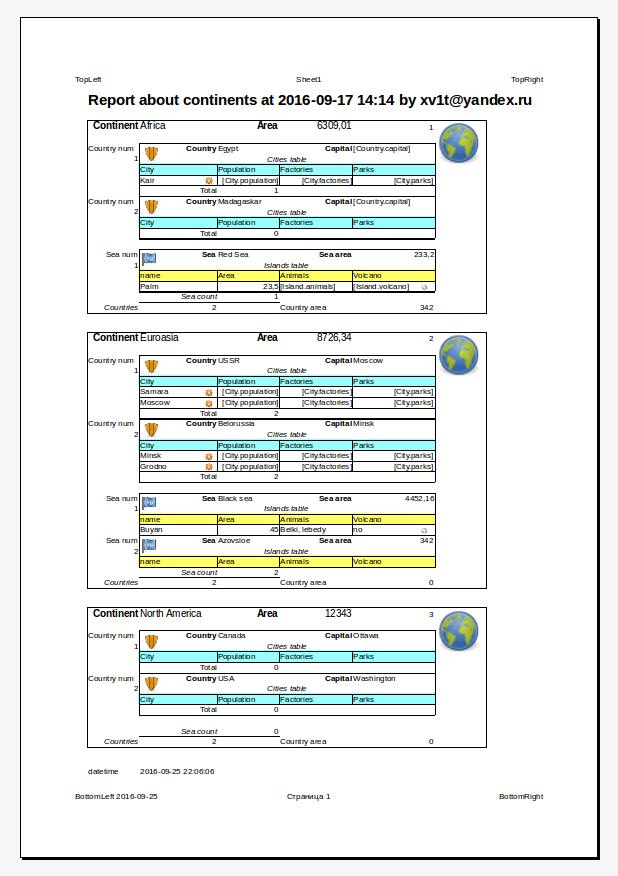 TopLeft Sheet1 TopRight
Report about continents at 2016-09-17 14:14 by xv1t@yandex.ru
Continent Africa Area 6309,01 1
Country num Country Egypt Capital [Country.capital]
1 Cities table
City Population Factories Parks
Kair [City.population] [City.factories] [City.parks]
Total 1
Country num Country Madagaskar Capital [Country.capital]
2 Cities table
City Population Factories Parks
Total 0
Sea num Sea Red Sea Sea area 233,2
1 Islands table
name Area Animals Volcano
Palm 23,5 [Island.animals] [Island.volcano]
Sea count 1
Countries 2 Country area 342
Continent Euroasia Area 8726,34 2
Country num Country USSR Capital Moscow
1 Cities table
City Population Factories Parks
Samara [City.population] [City.factories] [City.parks]
Moscow [City.population] [City.factories] [City.parks]
Total 2
Country num Country Belorussia Capital Minsk
2 Cities table
City Population Factories Parks
Minsk [City.population] [City.factories] [City.parks]
Grodno [City.population] [City.factories] [City.parks]
Total 2
Sea num Sea Black sea Sea area 4452,16
1 Islands table
name Area Animals Volcano
Buyan 45 Belki, lebedy no
Sea num Sea Azovsloe Sea area 342
2 Islands table
name Area Animals Volcano
Sea count 2
Countries 2 Country area 0
Continent North America Area 12343 3
Country num Country Canada Capital Ottawa
1 Cities table
City Population Factories Parks
Total 0
Country num Country USA Capital Washington
2 Cities table
City Population Factories Parks
Total 0
Sea count 0
Countries 2 Country area 0
datetime 2016-09-25 22:06:06
BottomLeft 2016-09-25 Страница 1 BottomRight